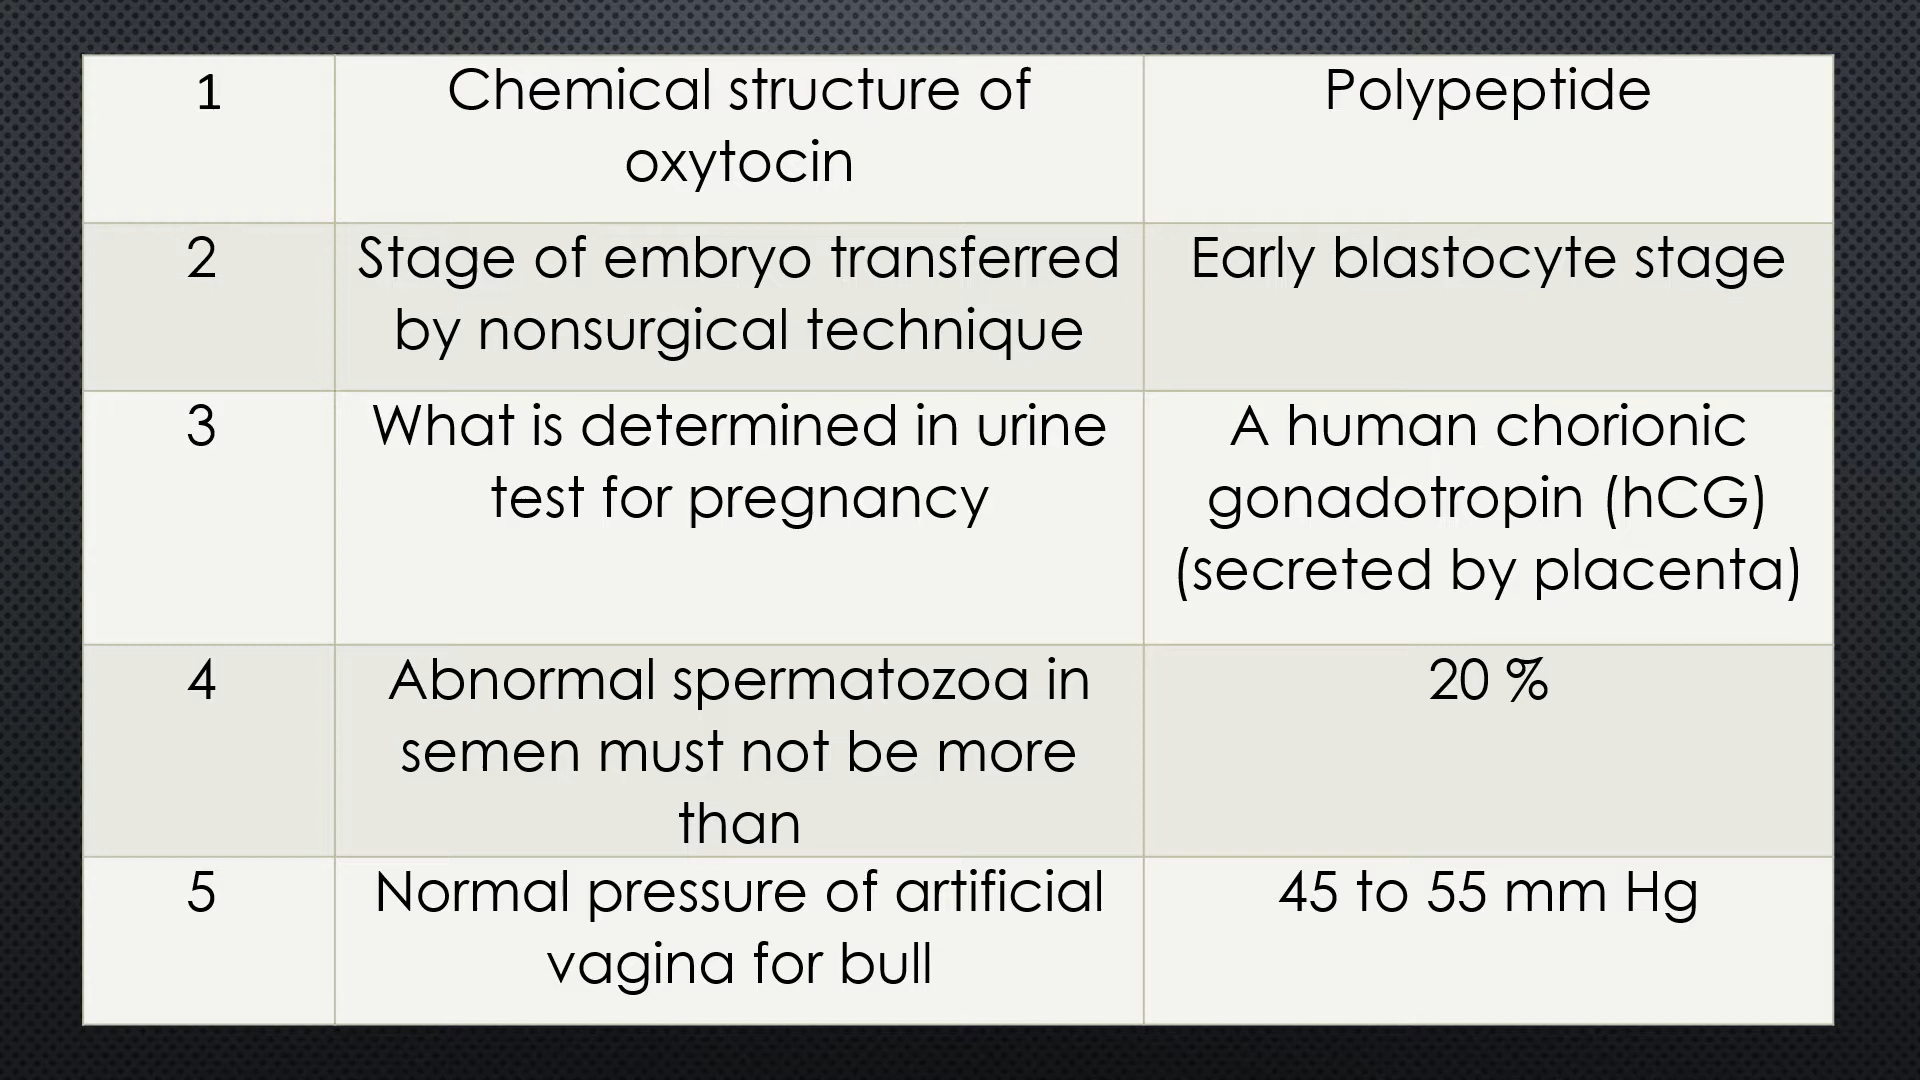 1
Chemical structure of
oxytocin
Polypeptide
2
Stage of embryo transferred
by nonsurgical technique
Early blastocyte stage
3
What is determined in urine
test for pregnancy
A human chorionic
gonadotropin (hCG)
(secreted by placenta)
4
Abnormal spermatozoa in
semen must not be more
than
20 %
5
Normal pressure of artificial
vagina for bull
45 to 55 mm Hg